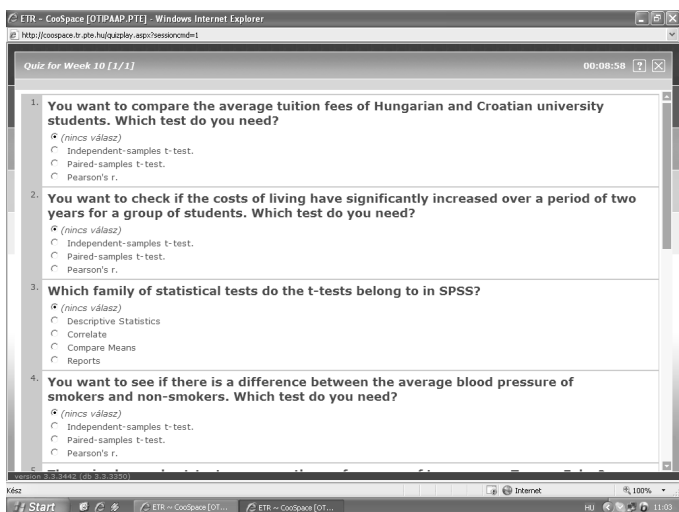 ETR ~ CooSpace [OTIPAAP.PTE] - Windows Internet Explorer
http://coospace.tr.pte.hu/quizplay.aspx?sessioncmd=1
Quiz for Week 10 [1/1]
00:08:58
1. You want to compare the average tuition fees of Hungarian and Croatian university
students. Which test do you need?
(nincs válasz)
Independent-samples t-test.
Paired-samples t-test.
Pearson's r.
2. You want to check if the costs of living have significantly increased over a period of two
years for a group of students. Which test do you need?
(nincs válasz)
Independent-samples t-test.
Paired-samples t-test.
Pearson's r.
3. Which family of statistical tests do the t-tests belong to in SPSS?
(nincs válasz)
Descriptive Statistics
Correlate
Compare Means
Reports
4. You want to see if there is a difference between the average blood pressure of
smokers and non-smokers. Which test do you need?
(nincs válasz)
Independent-samples t-test.
Paired-samples t-test.
Pearson's r.
version 3.3.3442 (db 3.3.3350)
Kész
Internet
100%
Start
ETR ~ CooSpace [OT...
ETR ~ CooSpace [OT...
HU
11:03